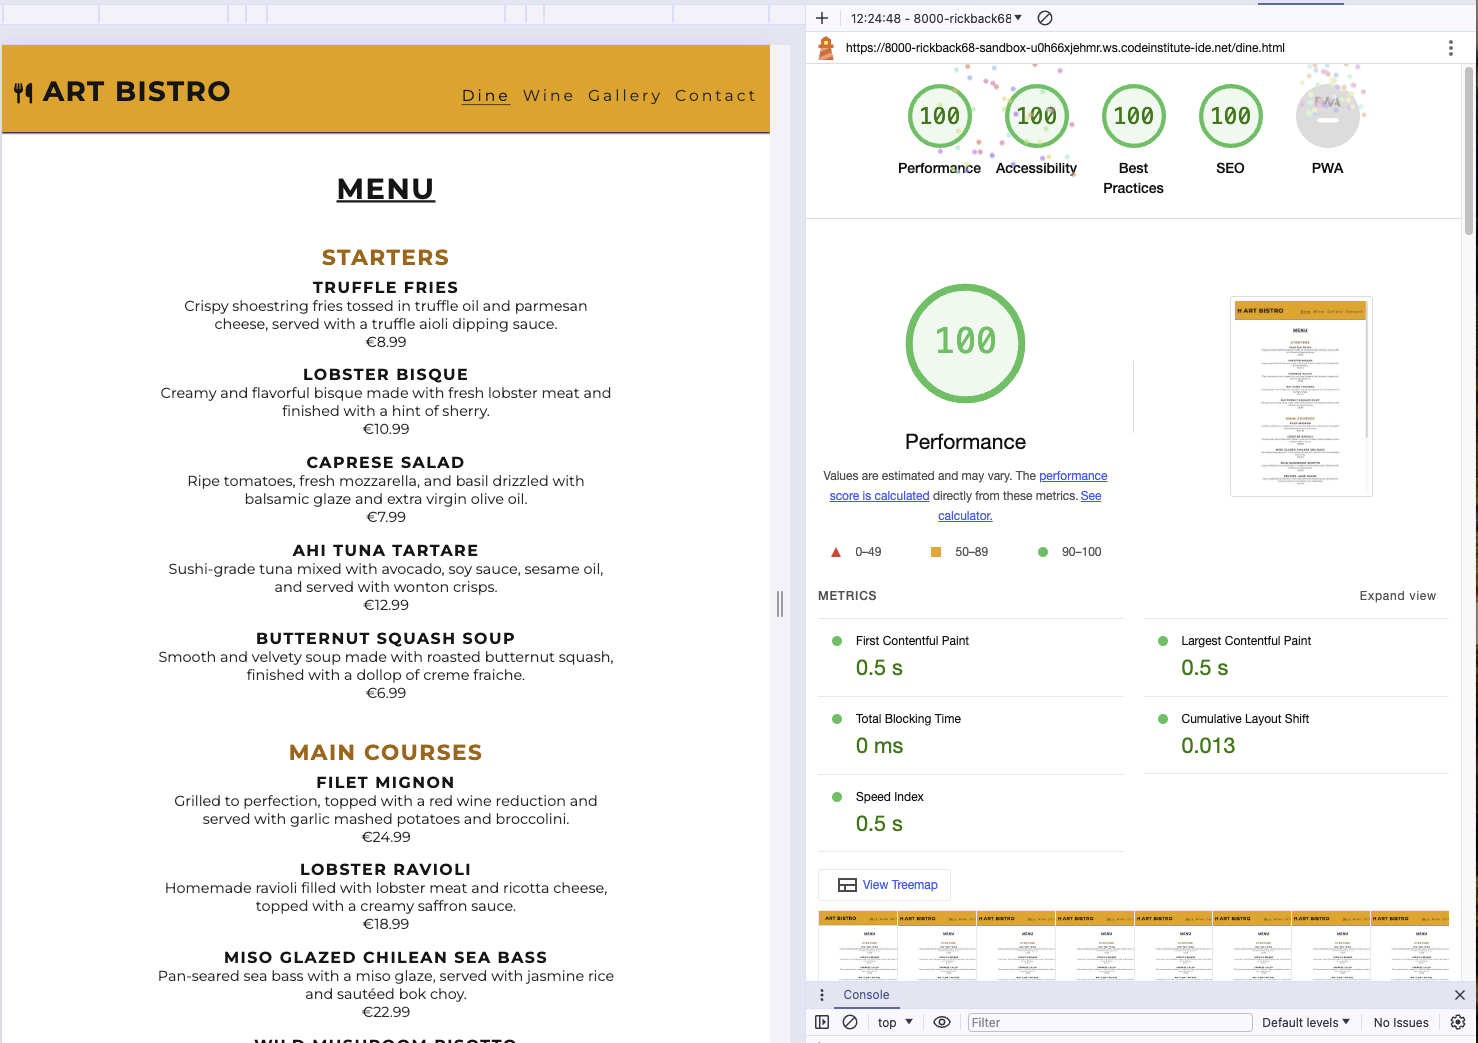 ART BISTRO
Dine Wine Gallery Contact
MENU
STARTERS
TRUFFLE FRIES
Crispy shoestring fries tossed in truffle oil and parmesan
cheese, served with a truffle aioli dipping sauce.
€8.99
LOBSTER BISQUE
Creamy and flavorful bisque made with fresh lobster meat and
finished with a hint of sherry.
€10.99
CAPRESE SALAD
Ripe tomatoes, fresh mozzarella, and basil drizzled with
balsamic glaze and extra virgin olive oil.
€7.99
AHI TUNA TARTARE
Sushi-grade tuna mixed with avocado, soy sauce, sesame oil,
and served with wonton crisps.
€12.99
BUTTERNUT SQUASH SOUP
Smooth and velvety soup made with roasted butternut squash,
finished with a dollop of creme fraiche.
€6.99
MAIN COURSES
FILET MIGNON
Grilled to perfection, topped with a red wine reduction and
served with garlic mashed potatoes and broccolini.
€24.99
LOBSTER RAVIOLI
Homemade ravioli filled with lobster meat and ricotta cheese,
topped with a creamy saffron sauce.
€18.99
MISO GLAZED CHILEAN SEA BASS
Pan-seared sea bass with a miso glaze, served with jasmine rice
and sautéed bok choy.
€22.99
WILD MUSHROOM RISOTTO
12:24:48 - 8000-rickback68
https://8000-rickback68-sandbox-u0h66xjehmr.ws.codeinstitute-ide.net/dine.html
100 100 100 100 PWA
Performance Accessibility Best Practices SEO PWA
100
Performance
Values are estimated and may vary. The performance
score is calculated directly from these metrics. See
calculator.
0–49 50–89 90–100
METRICS Expand view
First Contentful Paint
0.5 s
Largest Contentful Paint
0.5 s
Total Blocking Time
0 ms
Cumulative Layout Shift
0.013
Speed Index
0.5 s
View Treemap
Console
top Filter Default levels No Issues